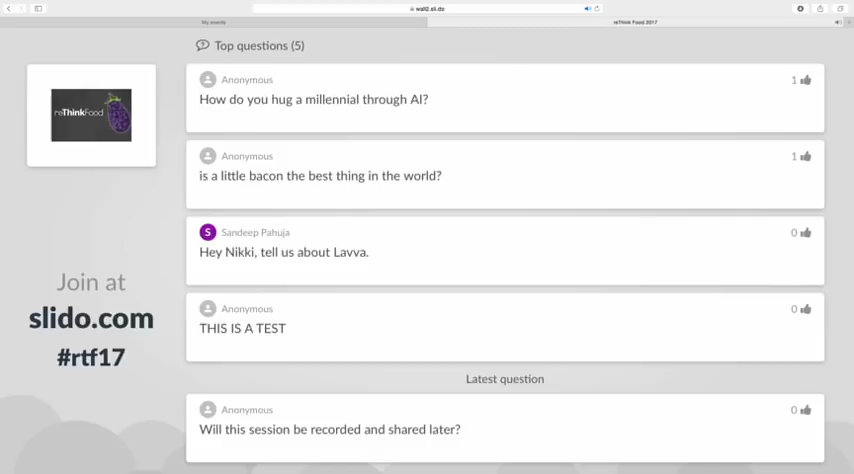 wall2.sli.do
My events
reThink Food 2017
Top questions (5)
reThinkFood
Anonymous
1
How do you hug a millennial through AI?
Anonymous
1
is a little bacon the best thing in the world?
S
Sandeep Pahuja
0
Hey Nikki, tell us about Lavva.
Anonymous
0
THIS IS A TEST
Join at
slido.com
#rtf17
Latest question
Anonymous
0
Will this session be recorded and shared later?